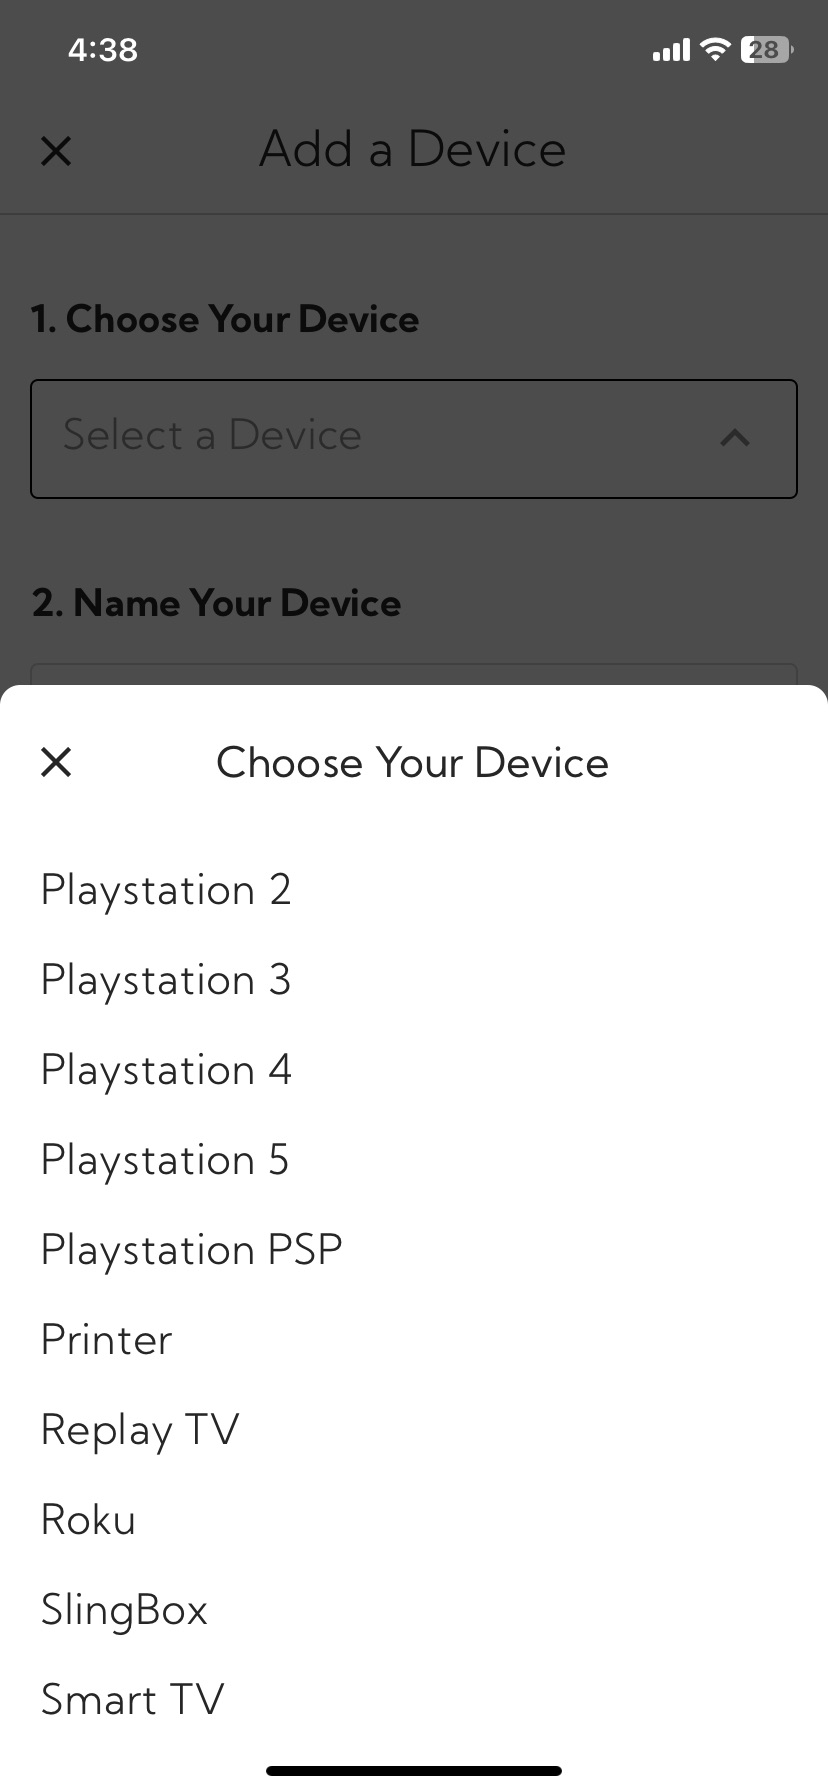 4:38
28
Add a Device
1. Choose Your Device
Select a Device
2. Name Your Device
Choose Your Device
Playstation 2
Playstation 3
Playstation 4
Playstation 5
Playstation PSP
Printer
Replay TV
Roku
SlingBox
Smart TV